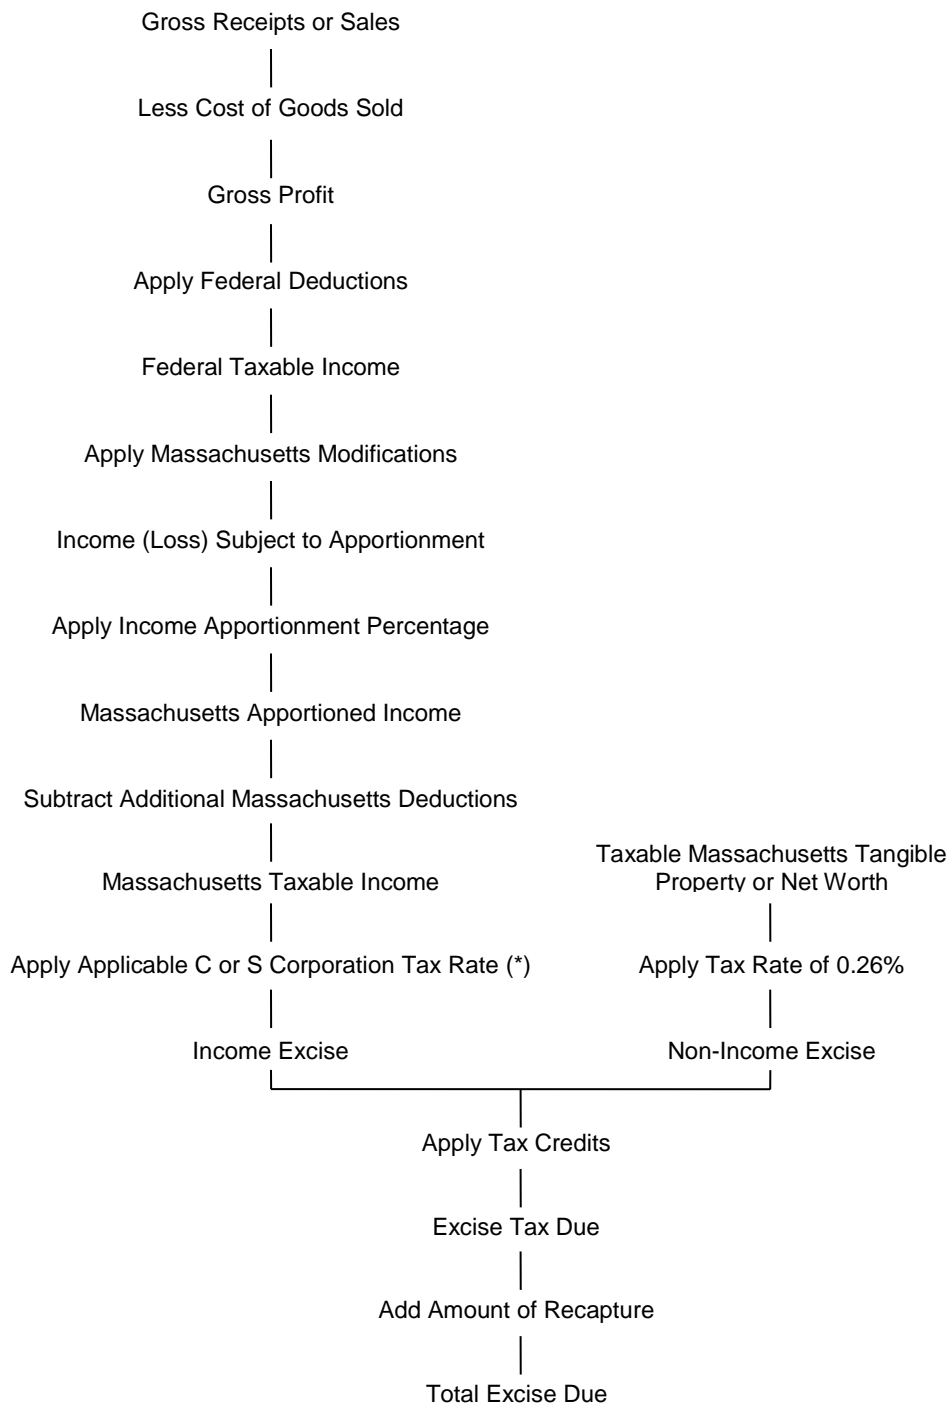 Gross Receipts or Sales
Less Cost of Goods Sold
Gross Profit
Apply Federal Deductions
Federal Taxable Income
Apply Massachusetts Modifications
Income (Loss) Subject to Apportionment
Apply Income Apportionment Percentage
Massachusetts Apportioned Income
Subtract Additional Massachusetts Deductions
Massachusetts Taxable Income
Apply Applicable C or S Corporation Tax Rate (*)
Income Excise
Taxable Massachusetts Tangible
Property or Net Worth
Apply Tax Rate of 0.26%
Non-Income Excise
Apply Tax Credits
Excise Tax Due
Add Amount of Recapture
Total Excise Due